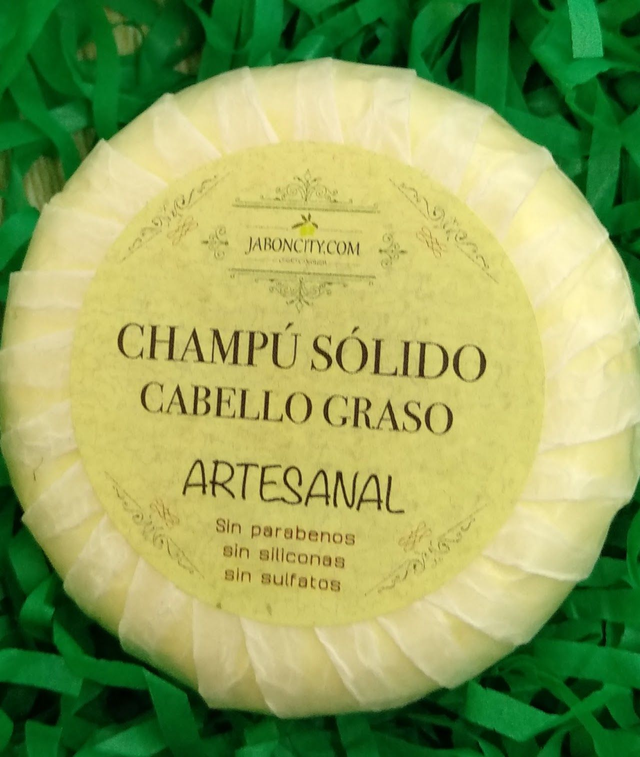 JABONCITY.COM
CHAMPÚ SÓLIDO
CABELLO GRASO
ARTESANAL
Sin parabenos
sin siliconas
sin sulfatos